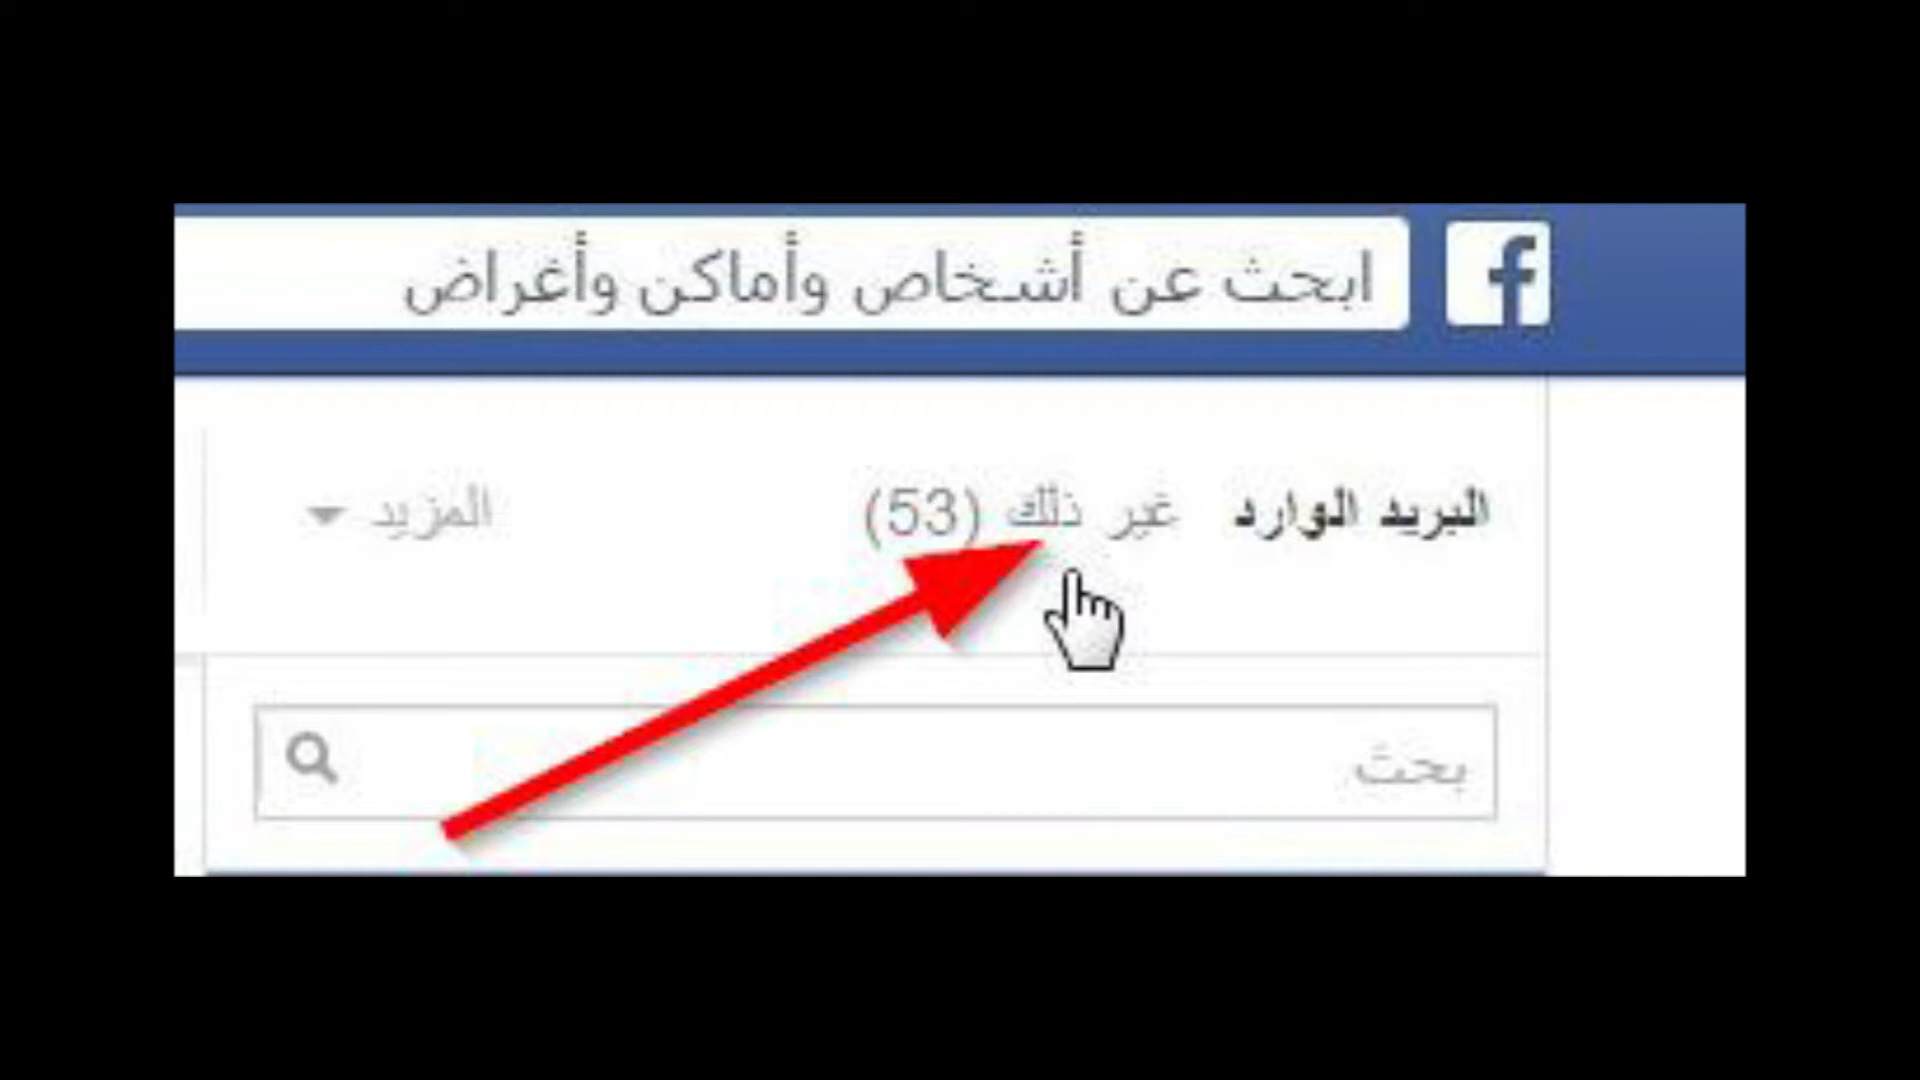 ابحث عن أشخاص وأماكن وأغراض
البريد الوارد غير ذلك (53) المزيد
بحث